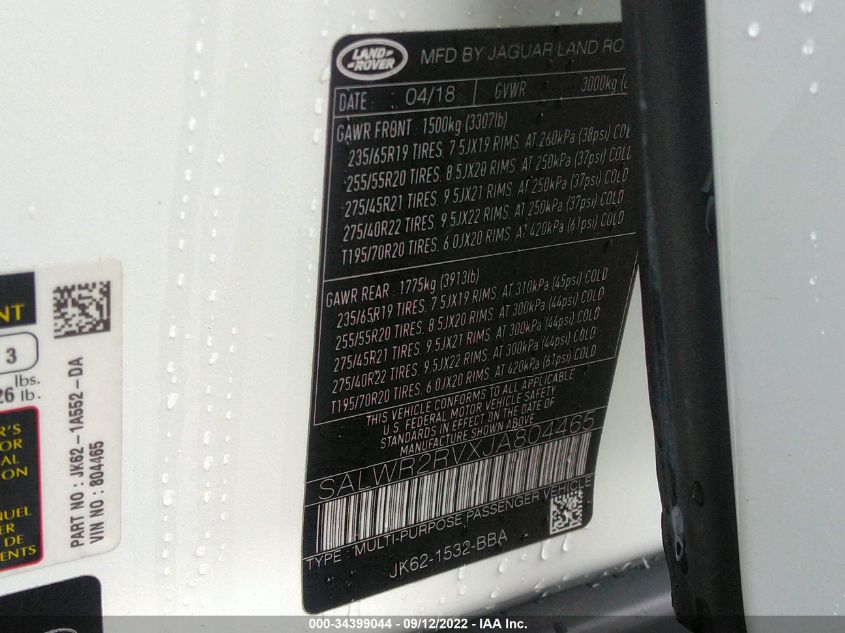 LAND
ROVER
MFD BY JAGUAR LAND RO
DATE 04/18 GVWR 3000kg
GAWR FRONT 1500kg (3307lb)
235/65R19 TIRES, 7.5JX19 RIMS, AT 260kPa (38psi) COL
255/55R20 TIRES, 8.5JX20 RIMS, AT 250kPa (37psi) COLD
275/45R21 TIRES, 9.5JX21 RIMS, AT 250kPa (37psi) COLD
275/40R22 TIRES, 9.5JX22 RIMS, AT 250kPa (37psi) COLD
T195/70R20 TIRES, 6.0JX20 RIMS, AT 420kPa (61psi) COLD
GAWR REAR 1775kg (3913lb)
235/65R19 TIRES, 7.5JX19 RIMS, AT 310kPa (45psi) COLD
255/55R20 TIRES, 8.5JX20 RIMS, AT 300kPa (44psi) COLD
275/45R21 TIRES, 9.5JX21 RIMS, AT 300kPa (44psi) COLD
275/40R22 TIRES, 9.5JX22 RIMS, AT 300kPa (44psi) COLD
T195/70R20 TIRES, 6.0JX20 RIMS, AT 420kPa (61psi) COLD
THIS VEHICLE CONFORMS TO ALL APPLICABLE
U.S. FEDERAL MOTOR VEHICLE SAFETY
STANDARDS IN EFFECT ON THE DATE OF
MANUFACTURE SHOWN ABOVE
SALWR2RVXJA804465
TYPE: MULTI-PURPOSE PASSENGER VEHICLE
JK62-1532-BBA
NT
3
lbs.
26 lb.
R'S
OR
AL
ION
NUEL
ER
DE
EMENTS
PART NO : JK62-1A552-DA
VIN NO : 804465
000-34399044 - 09/12/2022 - IAA Inc.